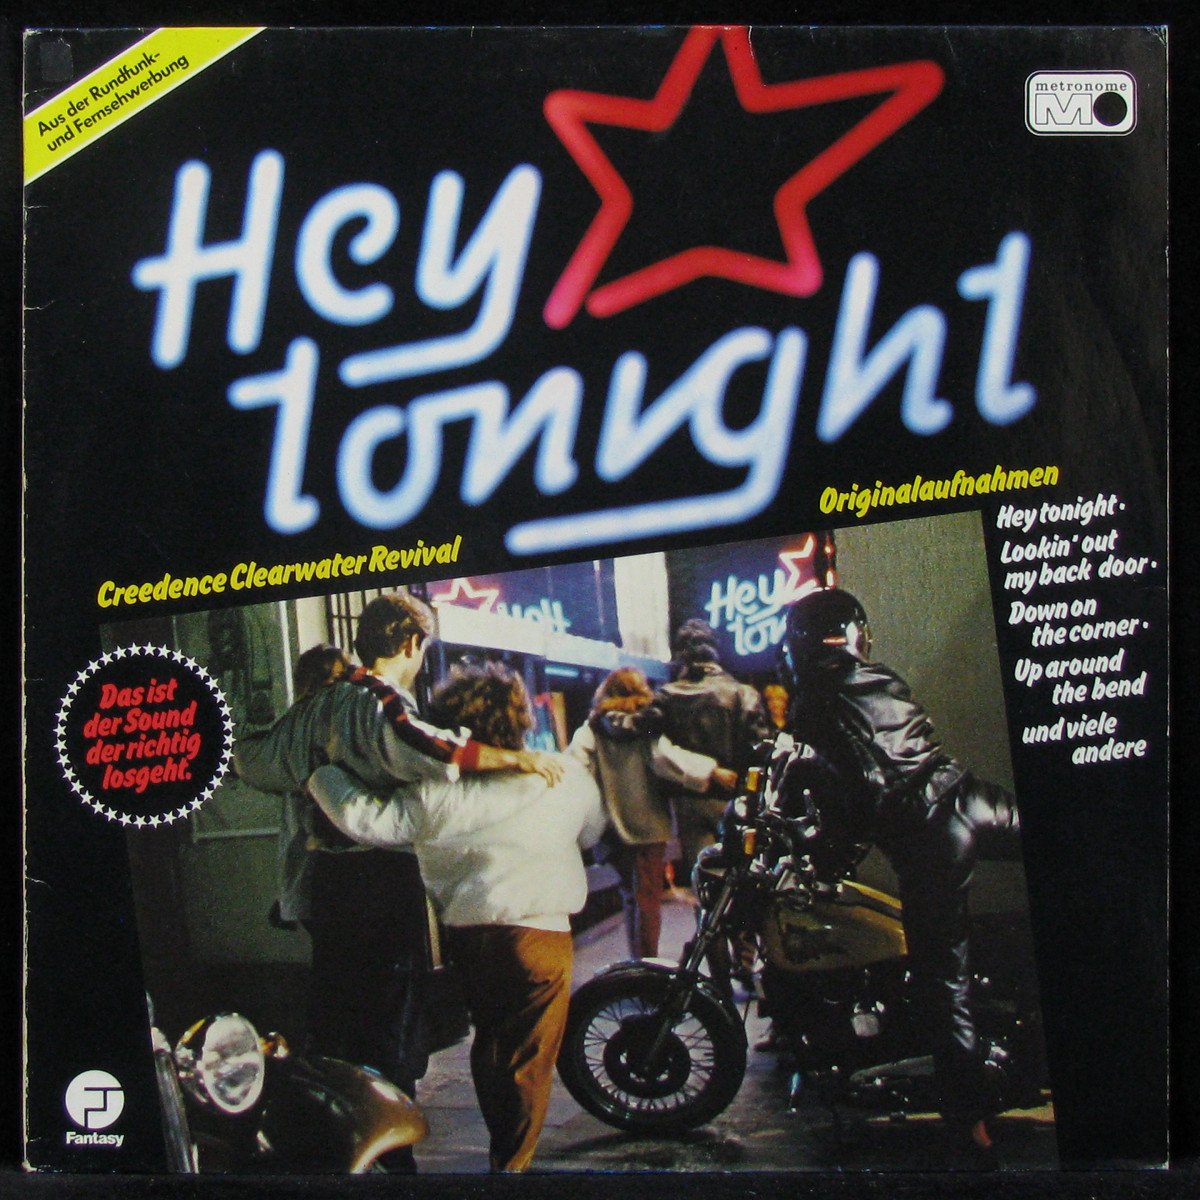 Aus der Rundfunk-
und Fernsehwerbung
metronome
M
Hey
tonight
Creedence Clearwater Revival
Originalaufnahmen
Hey tonight ·
Lookin' out
my back door ·
Down on
the corner ·
Up around
the bend
und viele
andere
Das ist
der Sound
der richtig
losgeht.
Hey
ton
Fantasy